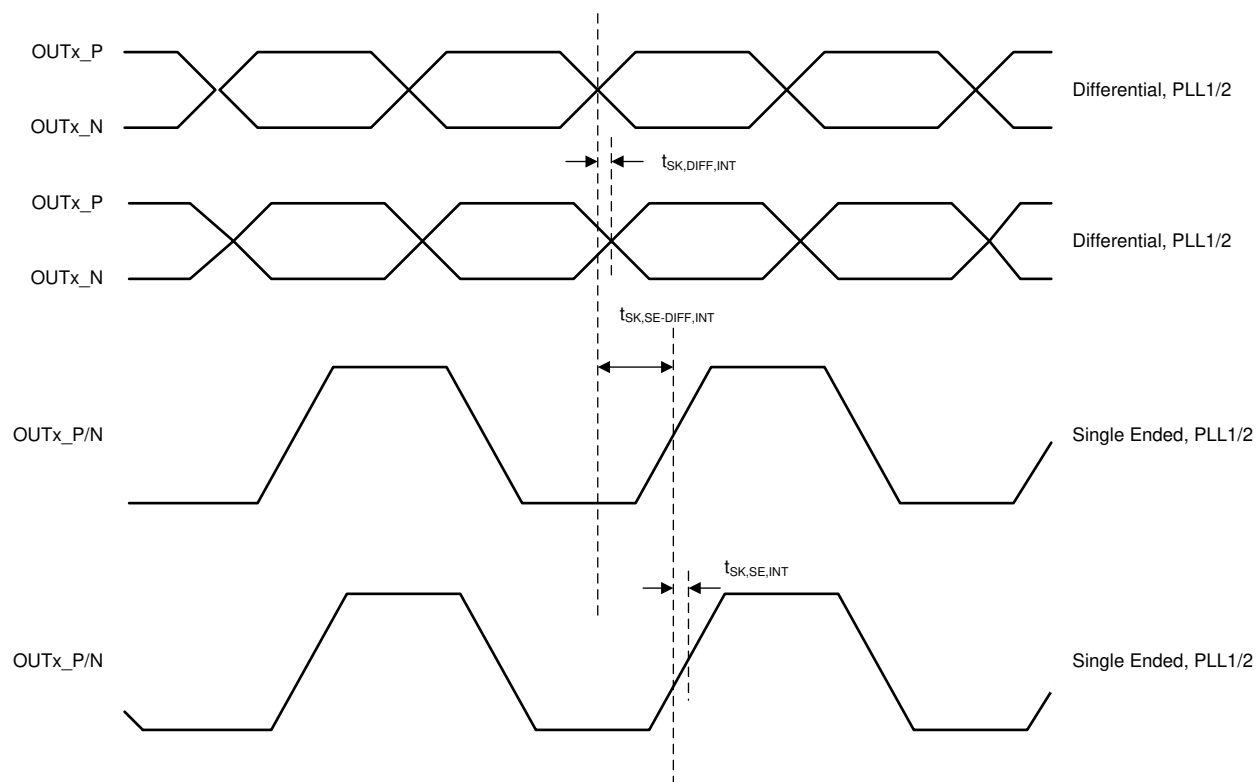 OUTx_P
Differential, PLL1/2
OUTx_N
tSK,DIFF,INT
OUTx_P
Differential, PLL1/2
OUTx_N
tSK,SE-DIFF,INT
OUTx_P/N
Single Ended, PLL1/2
tSK,SE,INT
OUTx_P/N
Single Ended, PLL1/2